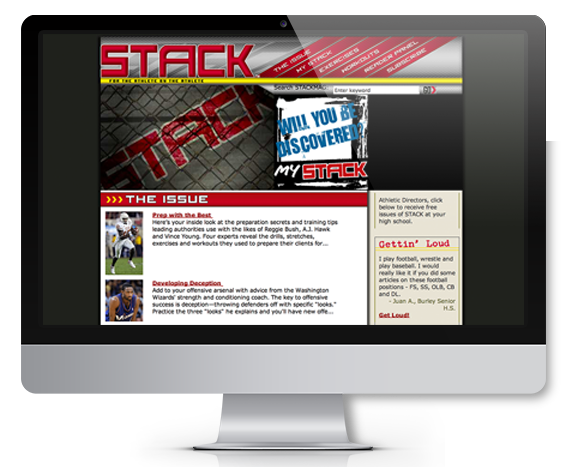 STACK
FOR THE ATHLETE BY THE ATHLETE
THE ISSUE
MY STACK
EXERCISES
WORKOUTS
READER PANEL
SUBSCRIBE
Search STACKMAG:
Enter keyword
GO
STACK
WILL YOU BE
DISCOVERED?
MY STACK
THE ISSUE
Prep with the Best
Here's your inside look at the preparation secrets and training tips
leading authorities use with the likes of Reggie Bush, A.J. Hawk
and Vince Young. Four experts reveal the drills, stretches,
exercises and workouts they used to prepare their clients for...
Developing Deception
Add to your offensive arsenal with advice from the Washington
Wizards' strength and conditioning coach. The key to offensive
success is deception—throwing defenders off with specific "looks."
Practice the three "looks" he explains and you'll have new offe...
Athletic Directors, click
below to receive free
issues of STACK at your
high school.
Gettin' Loud
I play football, wrestle and
play baseball. I would
really like it if you did some
articles on these football
positions - FS, SS, OLB, CB
and DL.
- Juan A., Burley Senior
H.S.
Get Loud!